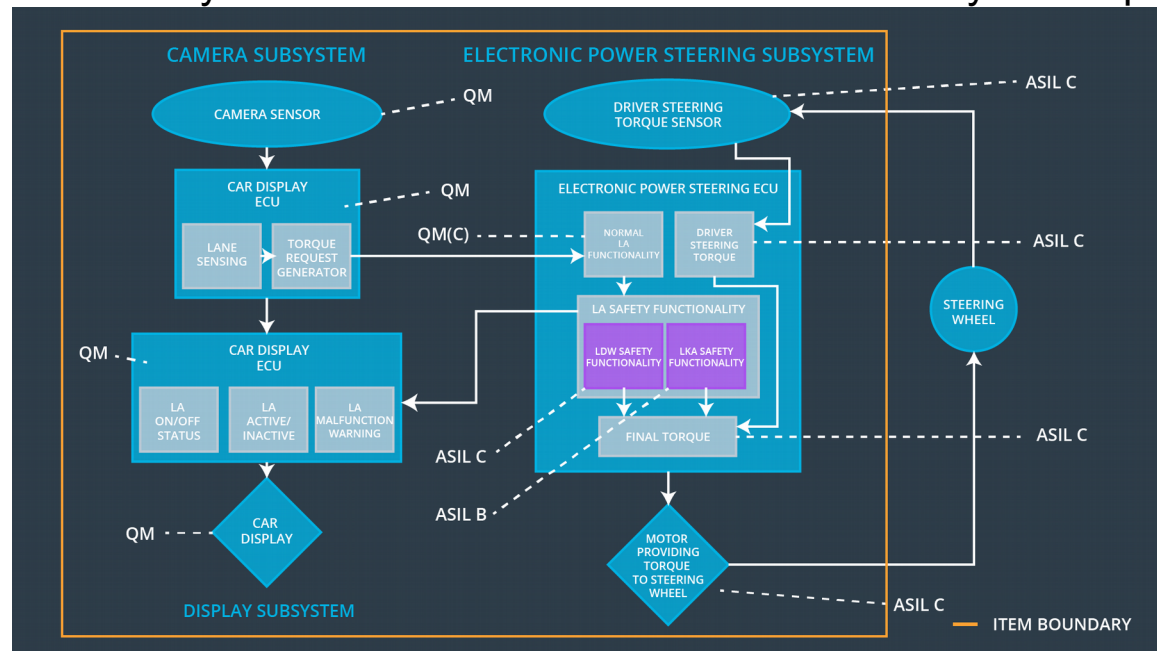 CAMERA SUBSYSTEM
ELECTRONIC POWER STEERING SUBSYSTEM
CAMERA SENSOR
QM
DRIVER STEERING
TORQUE SENSOR
ASIL C
CAR DISPLAY
ECU
QM
LANE
SENSING
TORQUE
REQUEST
GENERATOR
QM(C)
ELECTRONIC POWER STEERING ECU
NORMAL
LA
FUNCTIONALITY
DRIVER
STEERING
TORQUE
ASIL C
LA SAFETY FUNCTIONALITY
LDW SAFETY
FUNCTIONALITY
LKA SAFETY
FUNCTIONALITY
STEERING
WHEEL
QM
CAR DISPLAY
ECU
LA
ON/OFF
STATUS
LA
ACTIVE/
INACTIVE
LA
MALFUNCTION
WARNING
FINAL TORQUE
ASIL C
ASIL C
ASIL B
QM
CAR
DISPLAY
MOTOR
PROVIDING
TORQUE
TO STEERING
WHEEL
ASIL C
DISPLAY SUBSYSTEM
ITEM BOUNDARY